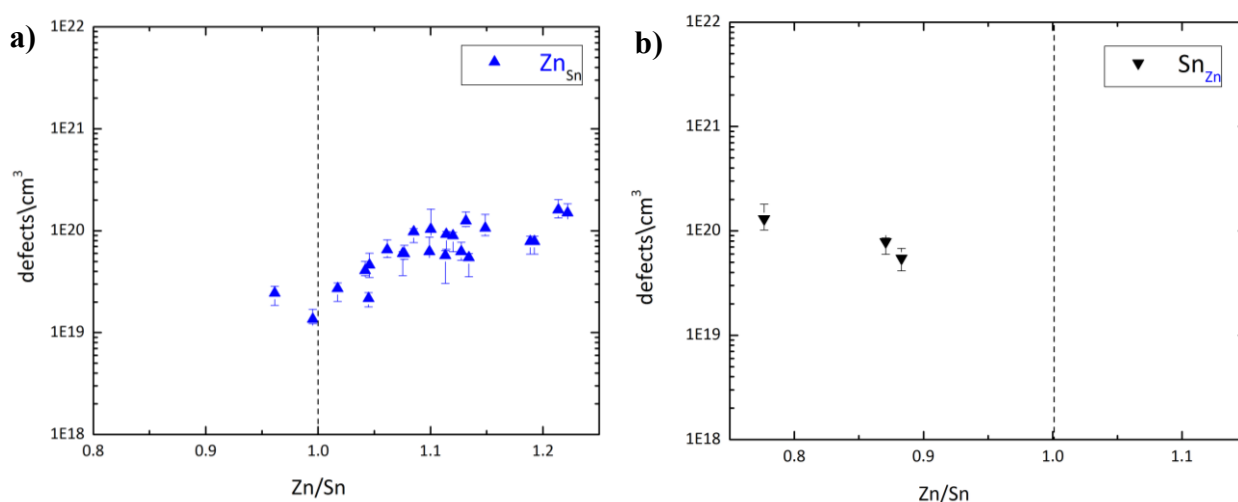 a)
1E22
1E21
1E20
1E19
1E18
defects\cm³
0.8
0.9
1.0
1.1
1.2
Zn/Sn
Zn_Sn
b)
1E22
1E21
1E20
1E19
1E18
defects\cm³
0.8
0.9
1.0
1.1
Zn/Sn
Sn_Zn